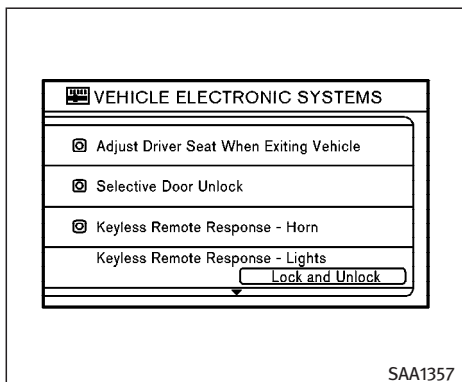 VEHICLE ELECTRONIC SYSTEMS
Adjust Driver Seat When Exiting Vehicle
Selective Door Unlock
Keyless Remote Response - Horn
Keyless Remote Response - Lights
Lock and Unlock
SAA1357